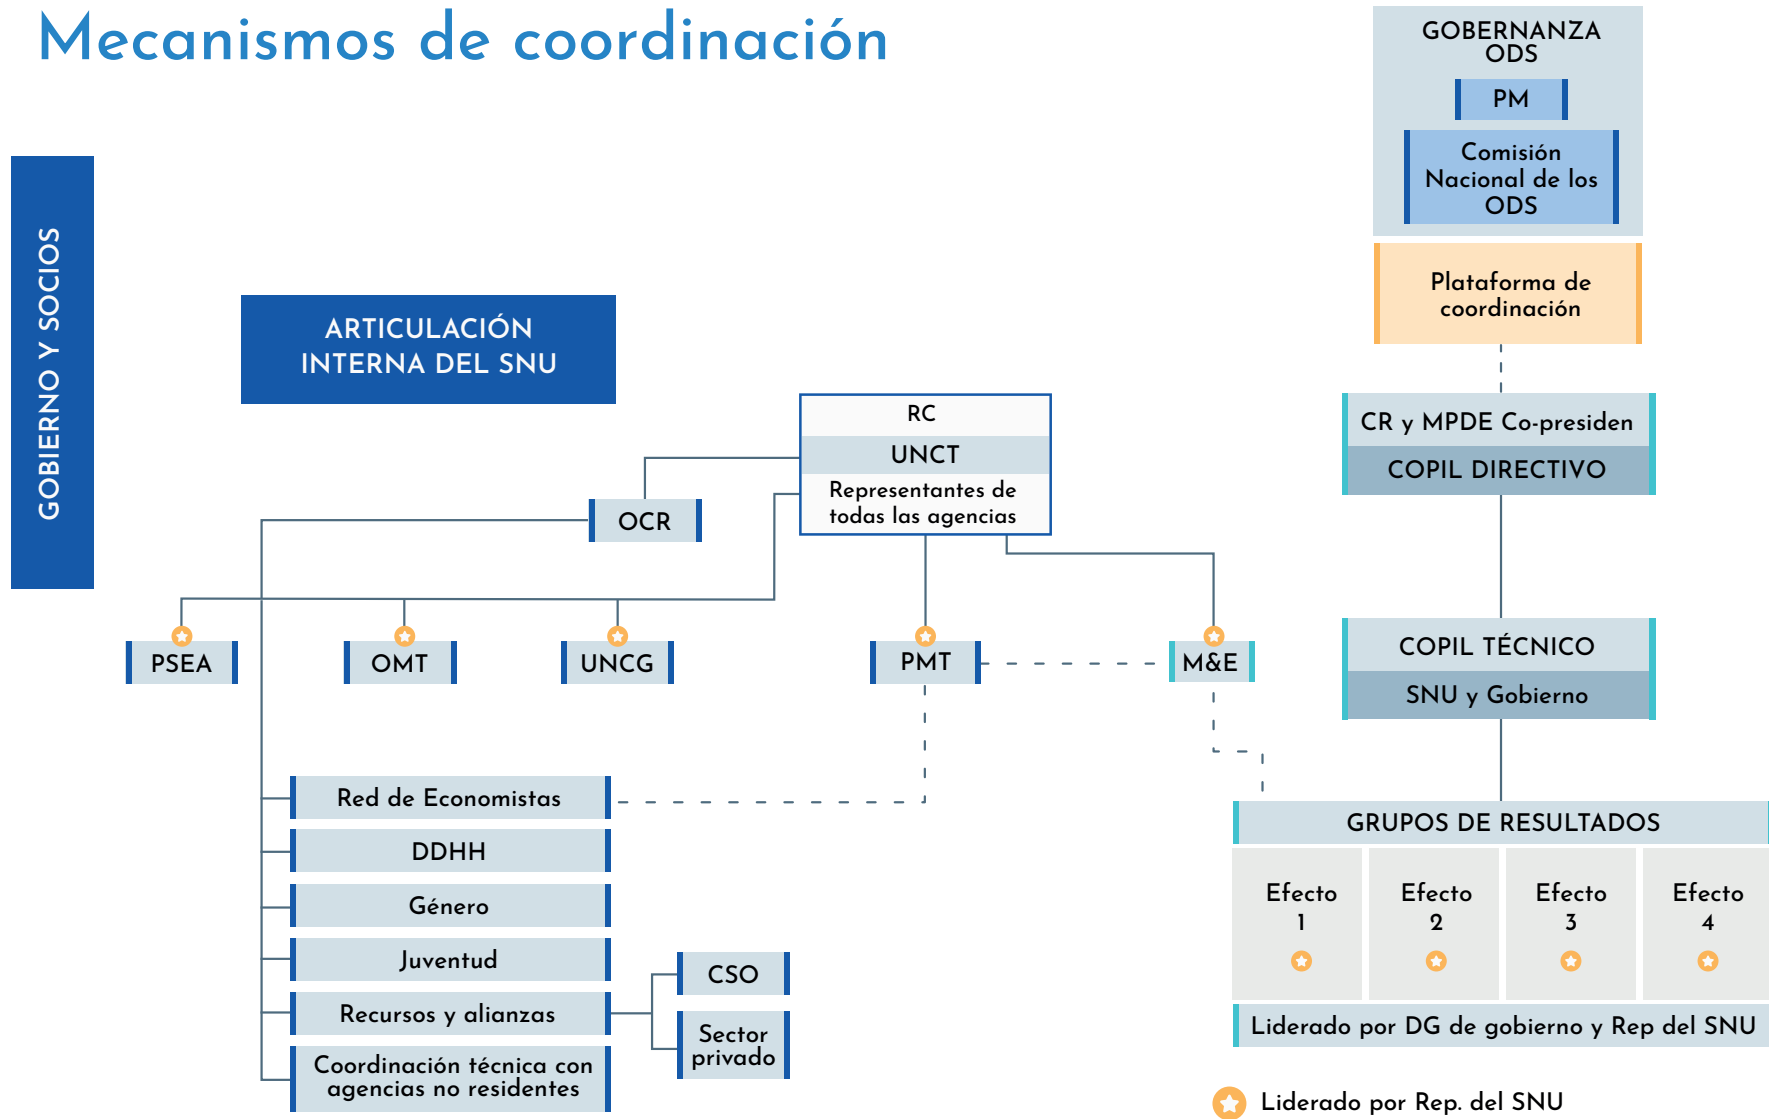 Mecanismos de coordinación
GOBIERNO Y SOCIOS
ARTICULACIÓN
INTERNA DEL SNU
RC
UNCT
Representantes de
todas las agencias
OCR
PSEA
OMT
UNCG
PMT
M&E
Red de Economistas
DDHH
Género
Juventud
Recursos y alianzas
Coordinación técnica con
agencias no residentes
CSO
Sector
privado
GOBERNANZA
ODS
PM
Comisión
Nacional de los
ODS
Plataforma de
coordinación
CR y MPDE Co-presiden
COPIL DIRECTIVO
COPIL TÉCNICO
SNU y Gobierno
GRUPOS DE RESULTADOS
Efecto
1
Efecto
2
Efecto
3
Efecto
4
Liderado por DG de gobierno y Rep del SNU
Liderado por Rep. del SNU